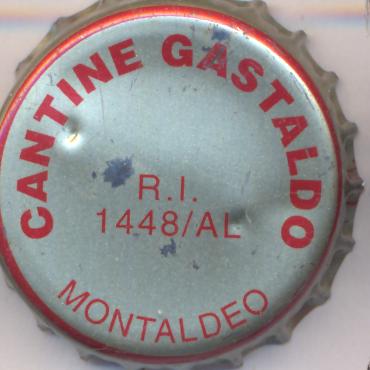 CANTINE GASTALDO
R.I.
1448/AL
MONTALDEO